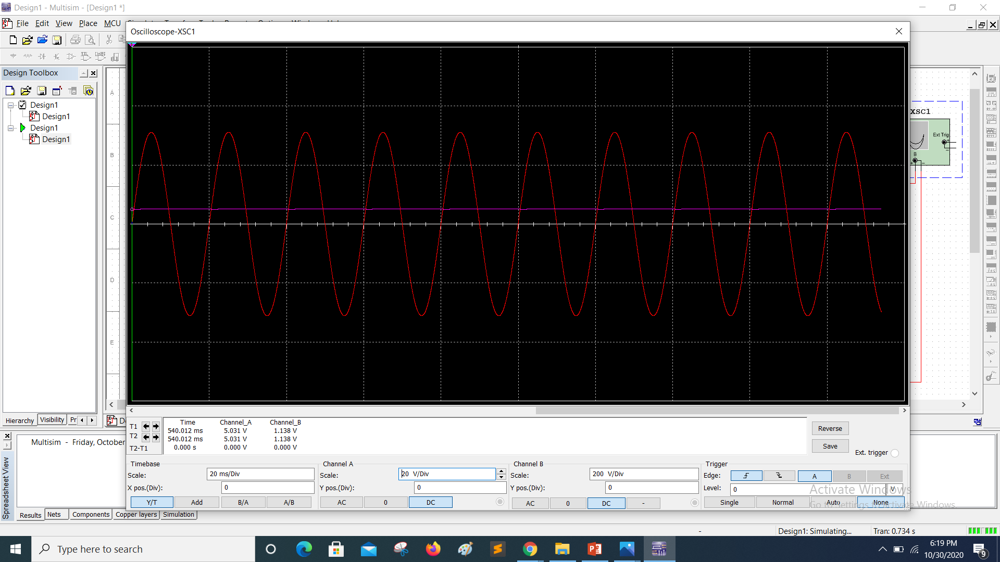 Design1 - Multisim - [Design1 *]
File Edit View Place MCU
Oscilloscope-XSC1
Design Toolbox
Design1
Design1
Design1
Design1
A
B
C
D
E
XSC1
Ext Trig
B
Hierarchy Visibility Pr
D
Time Channel_A Channel_B
T1 540.012 ms 5.031 V 1.138 V
T2 540.012 ms 5.031 V 1.138 V
T2-T1 0.000 s 0.000 V 0.000 V
Reverse
Save
Ext. trigger
Multisim - Friday, October
Spreadsheet View
Timebase Channel A Channel B Trigger
Scale: 20 ms/Div Scale: 20 V/Div Scale: 200 V/Div Edge: A B Ext
X pos.(Div): 0 Y pos.(Div): 0 Y pos.(Div): 0 Level: 0 V
Y/T Add B/A A/B AC 0 DC AC 0 DC - Single Normal Auto None
Activate Windows
Go to Settings to activate Windows.
Results Nets Components Copper layers Simulation
- Design1: Simulating... Tran: 0.734 s
Type here to search
6:19 PM
10/30/2020
9